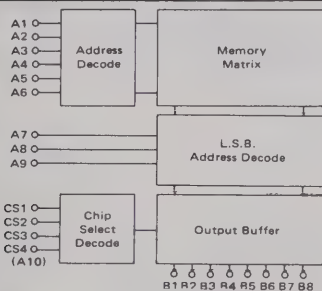 A1
A2
A3
A4
A5
A6
Address
Decode
Memory
Matrix
A7
A8
A9
L.S.B.
Address Decode
CS1
CS2
CS3
CS4
(A10)
Chip
Select
Decode
Output Buffer
B1 B2 B3 B4 B5 B6 B7 B8